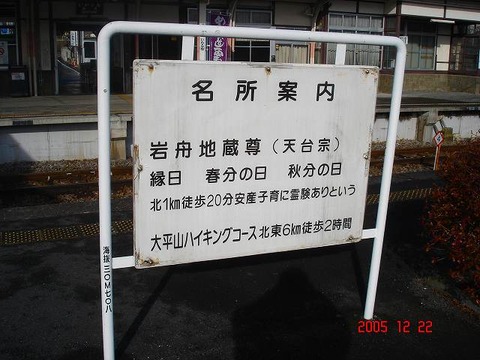 名所案内
岩舟地蔵尊(天台宗)
縁日 春分の日 秋分の日
北1km徒歩20分安産子育に霊験ありという
大平山ハイキングコース北東6km徒歩2時間
海抜三〇M七〇八
2005 12 22